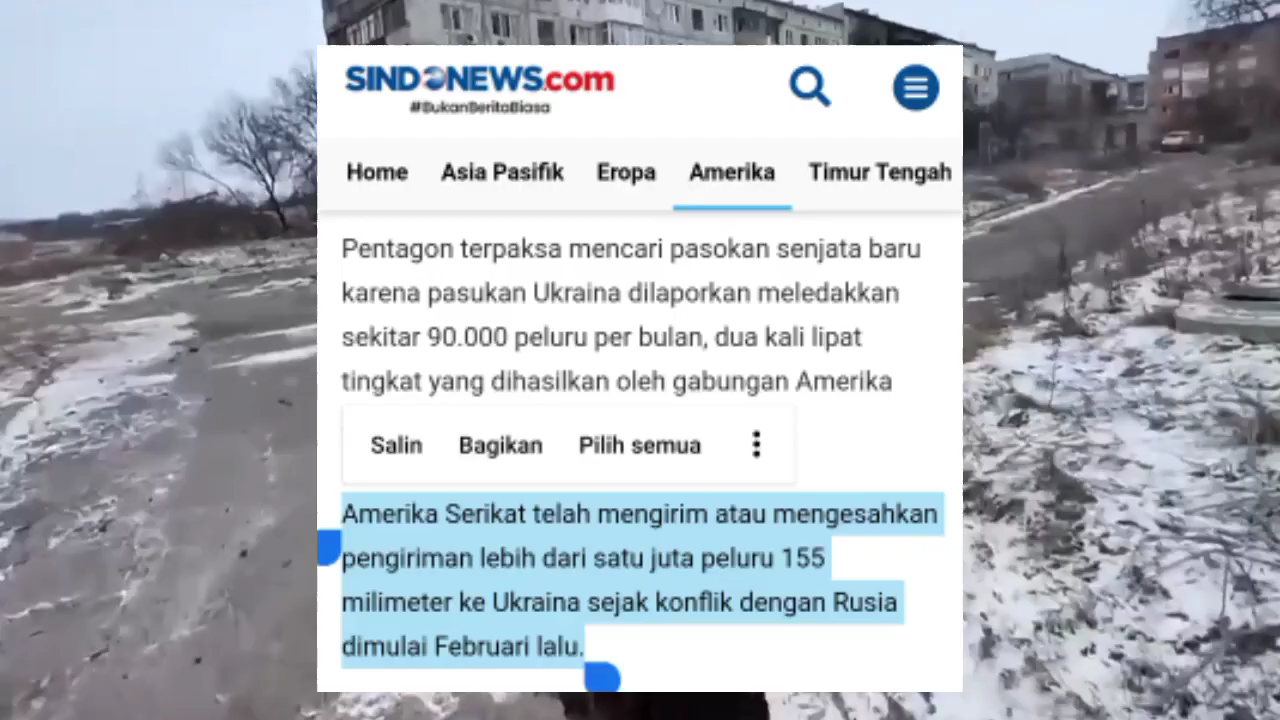 SINDONEWS.com
#BukanBeritaBiasa
Home Asia Pasifik Eropa Amerika Timur Tengah
Pentagon terpaksa mencari pasokan senjata baru
karena pasukan Ukraina dilaporkan meledakkan
sekitar 90.000 peluru per bulan, dua kali lipat
tingkat yang dihasilkan oleh gabungan Amerika
Salin Bagikan Pilih semua
Amerika Serikat telah mengirim atau mengesahkan
pengiriman lebih dari satu juta peluru 155
milimeter ke Ukraina sejak konflik dengan Rusia
dimulai Februari lalu.